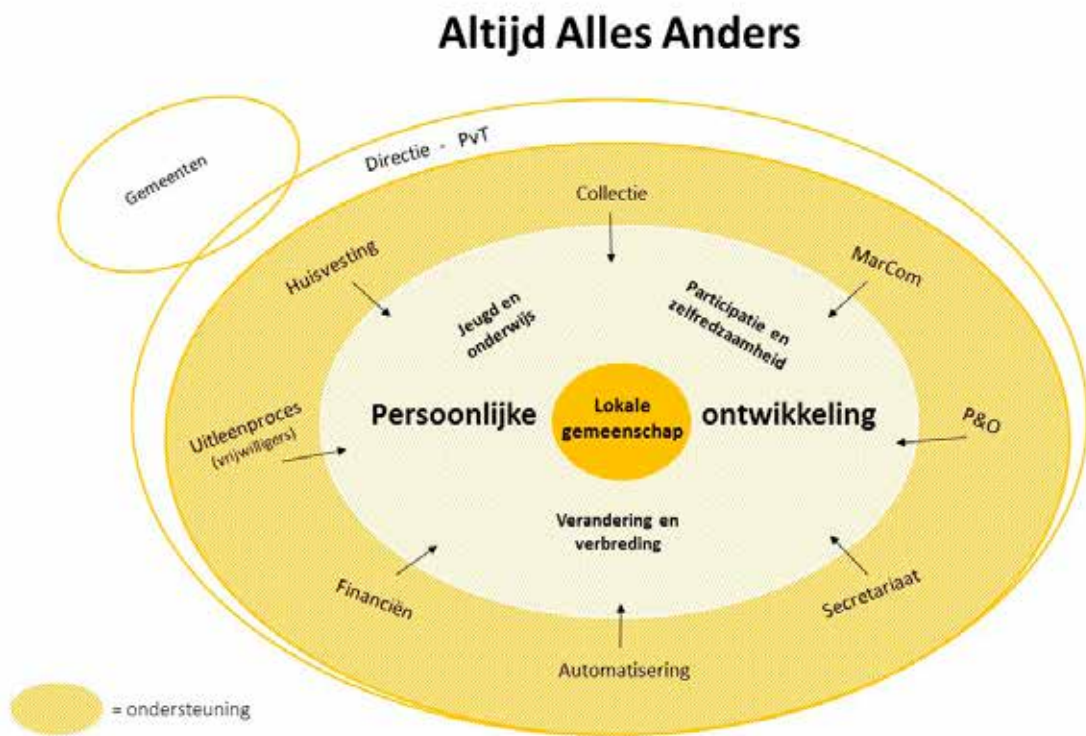 Altijd Alles Anders
Gemeenten
Directie - PvT
Collectie
Huisvesting
MarCom
Jeugd en
onderwijs
Participatie en
zelfredzaamheid
Uitleenproces
(vrijwilligers)
Persoonlijke
Lokale
gemeenschap
ontwikkeling
P&O
Verandering en
verbreding
Financiën
Secretariaat
Automatisering
= ondersteuning